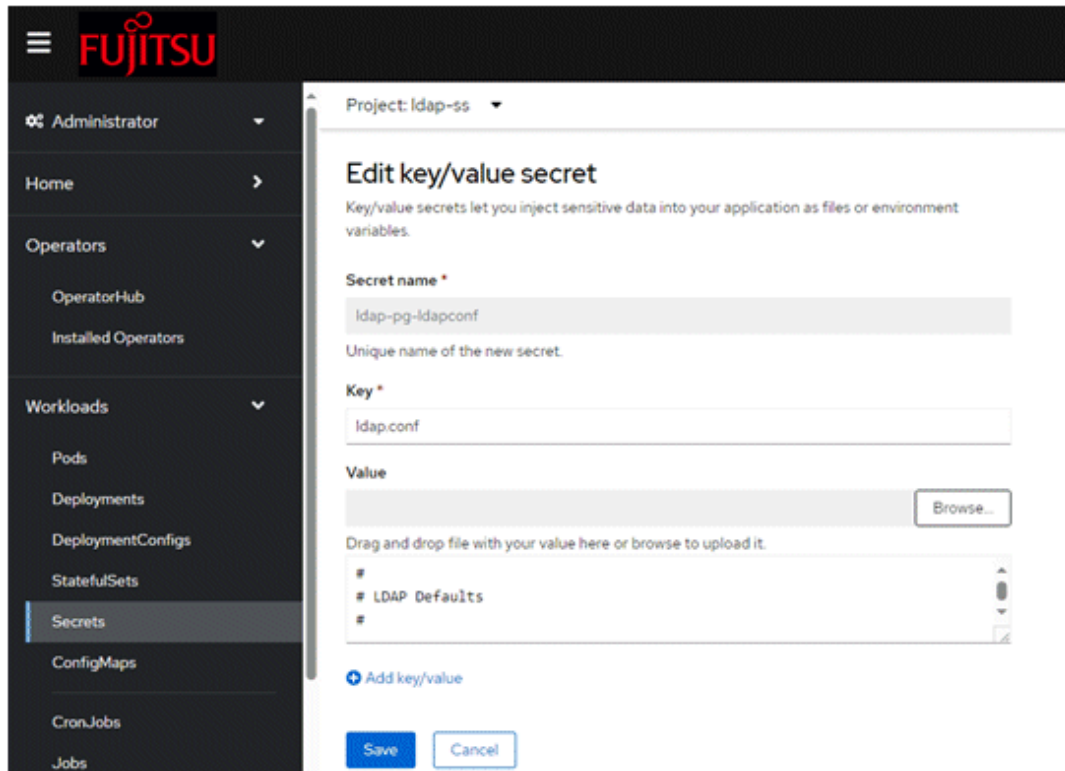 FUJITSU
Administrator
Home
Operators
OperatorHub
Installed Operators
Workloads
Pods
Deployments
DeploymentConfigs
StatefulSets
Secrets
ConfigMaps
CronJobs
Jobs
Project: ldap-ss
Edit key/value secret
Key/value secrets let you inject sensitive data into your application as files or environment
variables.
Secret name *
ldap-pg-ldapconf
Unique name of the new secret.
Key *
ldap.conf
Value
Browse...
Drag and drop file with your value here or browse to upload it.
#
# LDAP Defaults
#
Add key/value
Save
Cancel